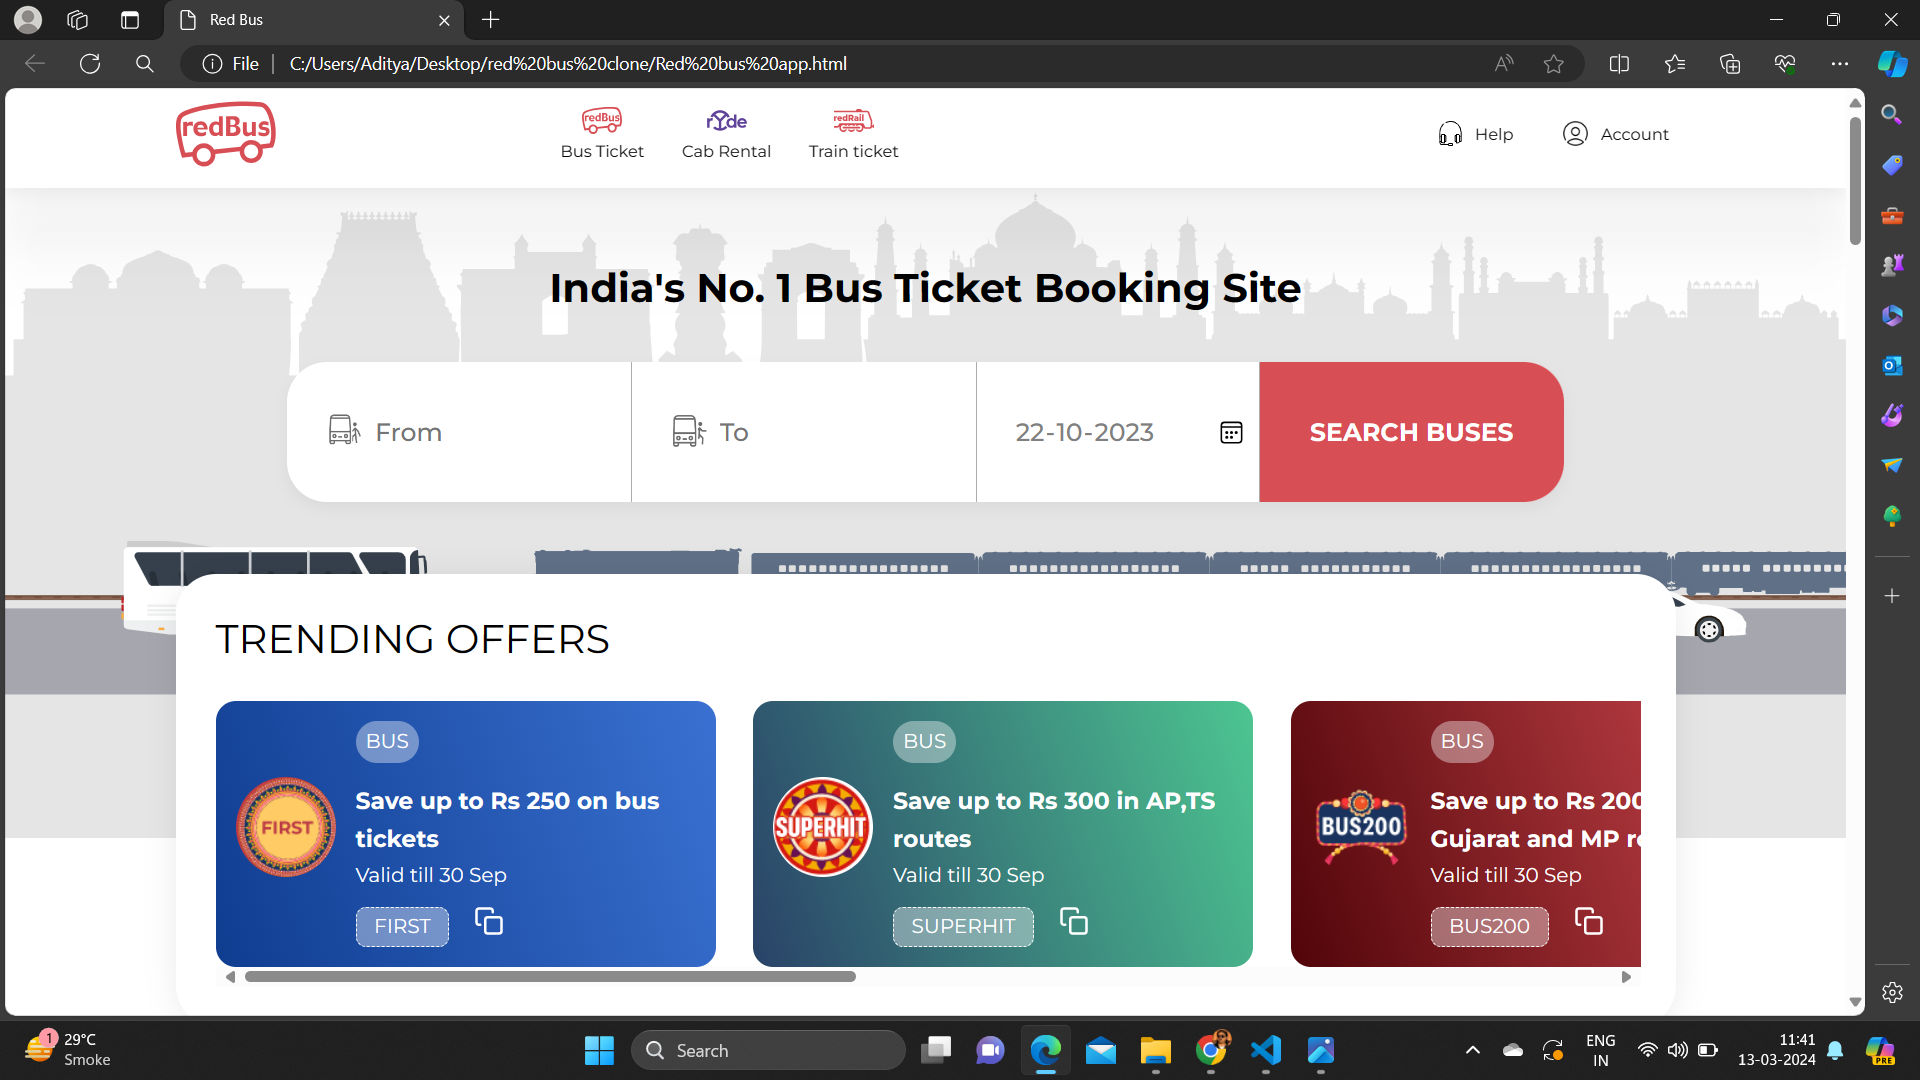 Red Bus
File
C:/Users/Aditya/Desktop/red%20bus%20clone/Red%20bus%20app.html
redBus
redBus
Bus Ticket
rYde
Cab Rental
redRail
Train ticket
Help
Account
India's No. 1 Bus Ticket Booking Site
From
To
22-10-2023
SEARCH BUSES
TRENDING OFFERS
BUS
FIRST
Save up to Rs 250 on bus
tickets
Valid till 30 Sep
FIRST
BUS
SUPERHIT
Save up to Rs 300 in AP,TS
routes
Valid till 30 Sep
SUPERHIT
BUS
BUS200
Save up to Rs 200
Gujarat and MP r
Valid till 30 Sep
BUS200
1
29°C
Smoke
Search
ENG
IN
11:41
13-03-2024
PRE